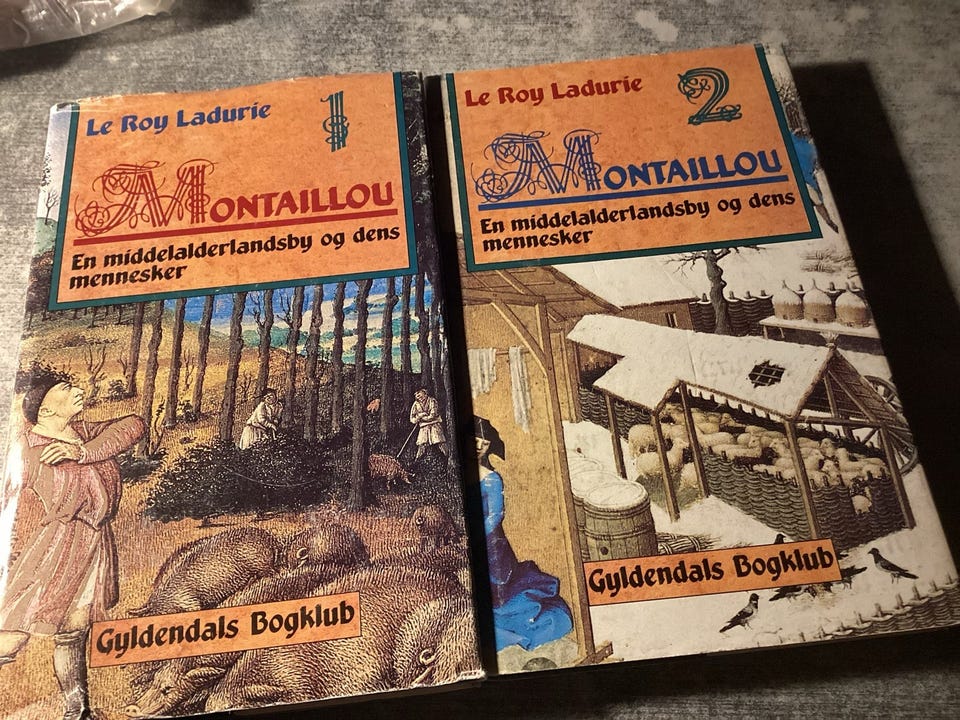 Le Roy Ladurie
1
MONTAILLOU
En middelalderlandsby og dens
mennesker
Gyldendals Bogklub
Le Roy Ladurie
2
MONTAILLOU
En middelalderlandsby og dens
mennesker
Gyldendals Bogklub